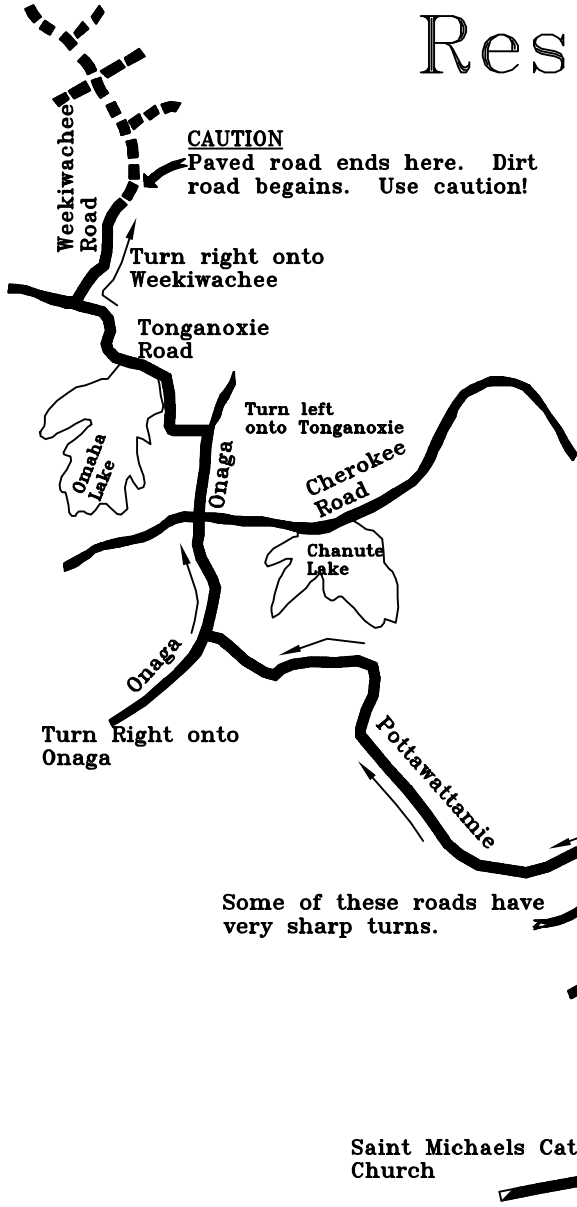 Res
CAUTION
Paved road ends here. Dirt
road begains. Use caution!
Weekiwachee
Road
Turn right onto
Weekiwachee
Tonganoxie
Road
Turn left
onto Tonganoxie
Omaha
Lake
Onaga
Cherokee
Road
Chanute
Lake
Onaga
Turn Right onto
Onaga
Pottawattamie
Some of these roads have
very sharp turns.
Saint Michaels Cat
Church